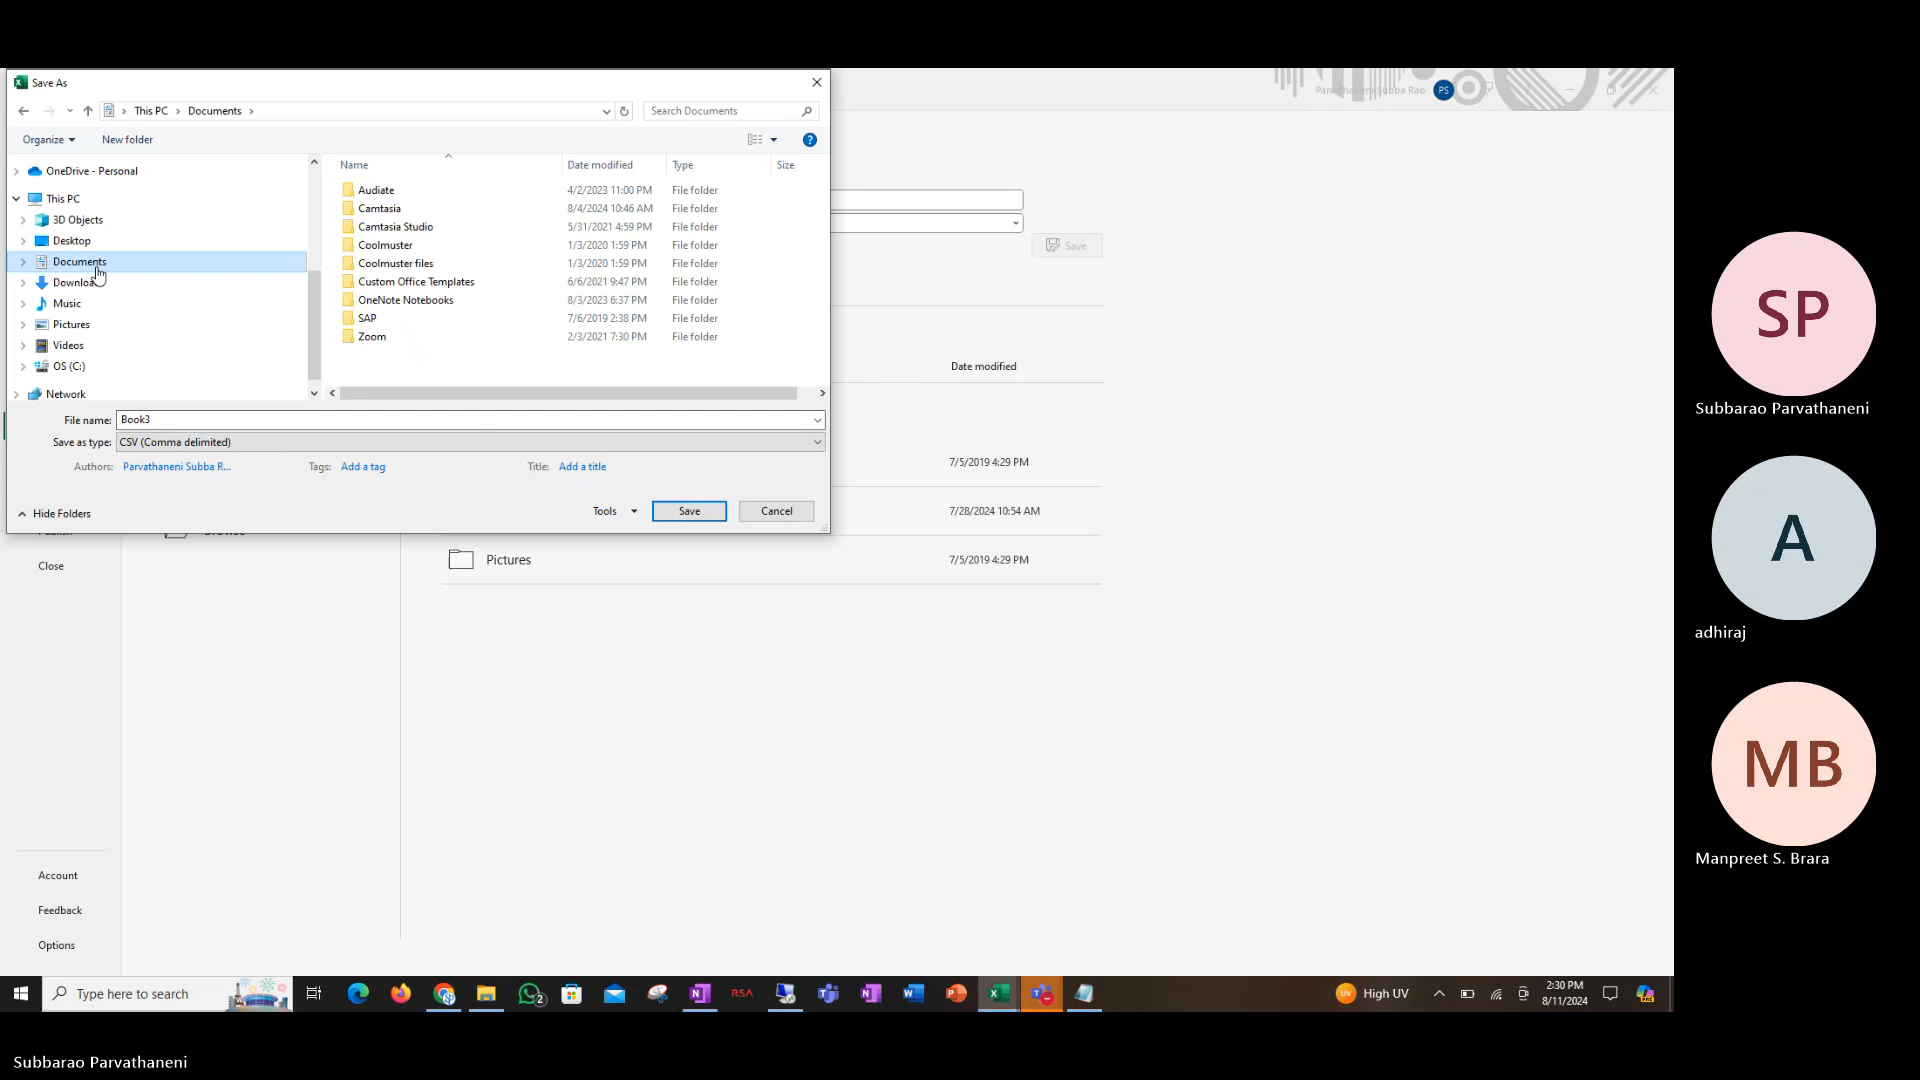 Save As
This PC > Documents >
Search Documents
Organize
New folder
OneDrive - Personal
This PC
3D Objects
Desktop
Documents
Music
Pictures
Videos
OS (C:)
Network
Name Date modified Type Size
Audiate 4/2/2023 11:00 PM File folder
Camtasia 8/4/2024 10:46 AM File folder
Camtasia Studio 5/31/2021 4:59 PM File folder
Coolmuster 1/3/2020 1:59 PM File folder
Coolmuster files 1/3/2020 1:59 PM File folder
Custom Office Templates 6/6/2021 9:47 PM File folder
OneNote Notebooks 8/3/2023 6:37 PM File folder
SAP 7/6/2019 2:38 PM File folder
Zoom 2/3/2021 7:30 PM File folder
File name: Book3
Save as type: CSV (Comma delimited)
Authors: Parvathaneni Subba R...
Tags: Add a tag
Title: Add a title
Hide Folders
Tools
Save
Cancel
PS
Save
Date modified
7/5/2019 4:29 PM
7/28/2024 10:54 AM
Pictures 7/5/2019 4:29 PM
Close
Account
Feedback
Options
SP
Subbarao Parvathaneni
A
adhiraj
MB
Manpreet S. Brara
Type here to search
2
RSA
UV High UV
2:30 PM
8/11/2024
Subbarao Parvathaneni